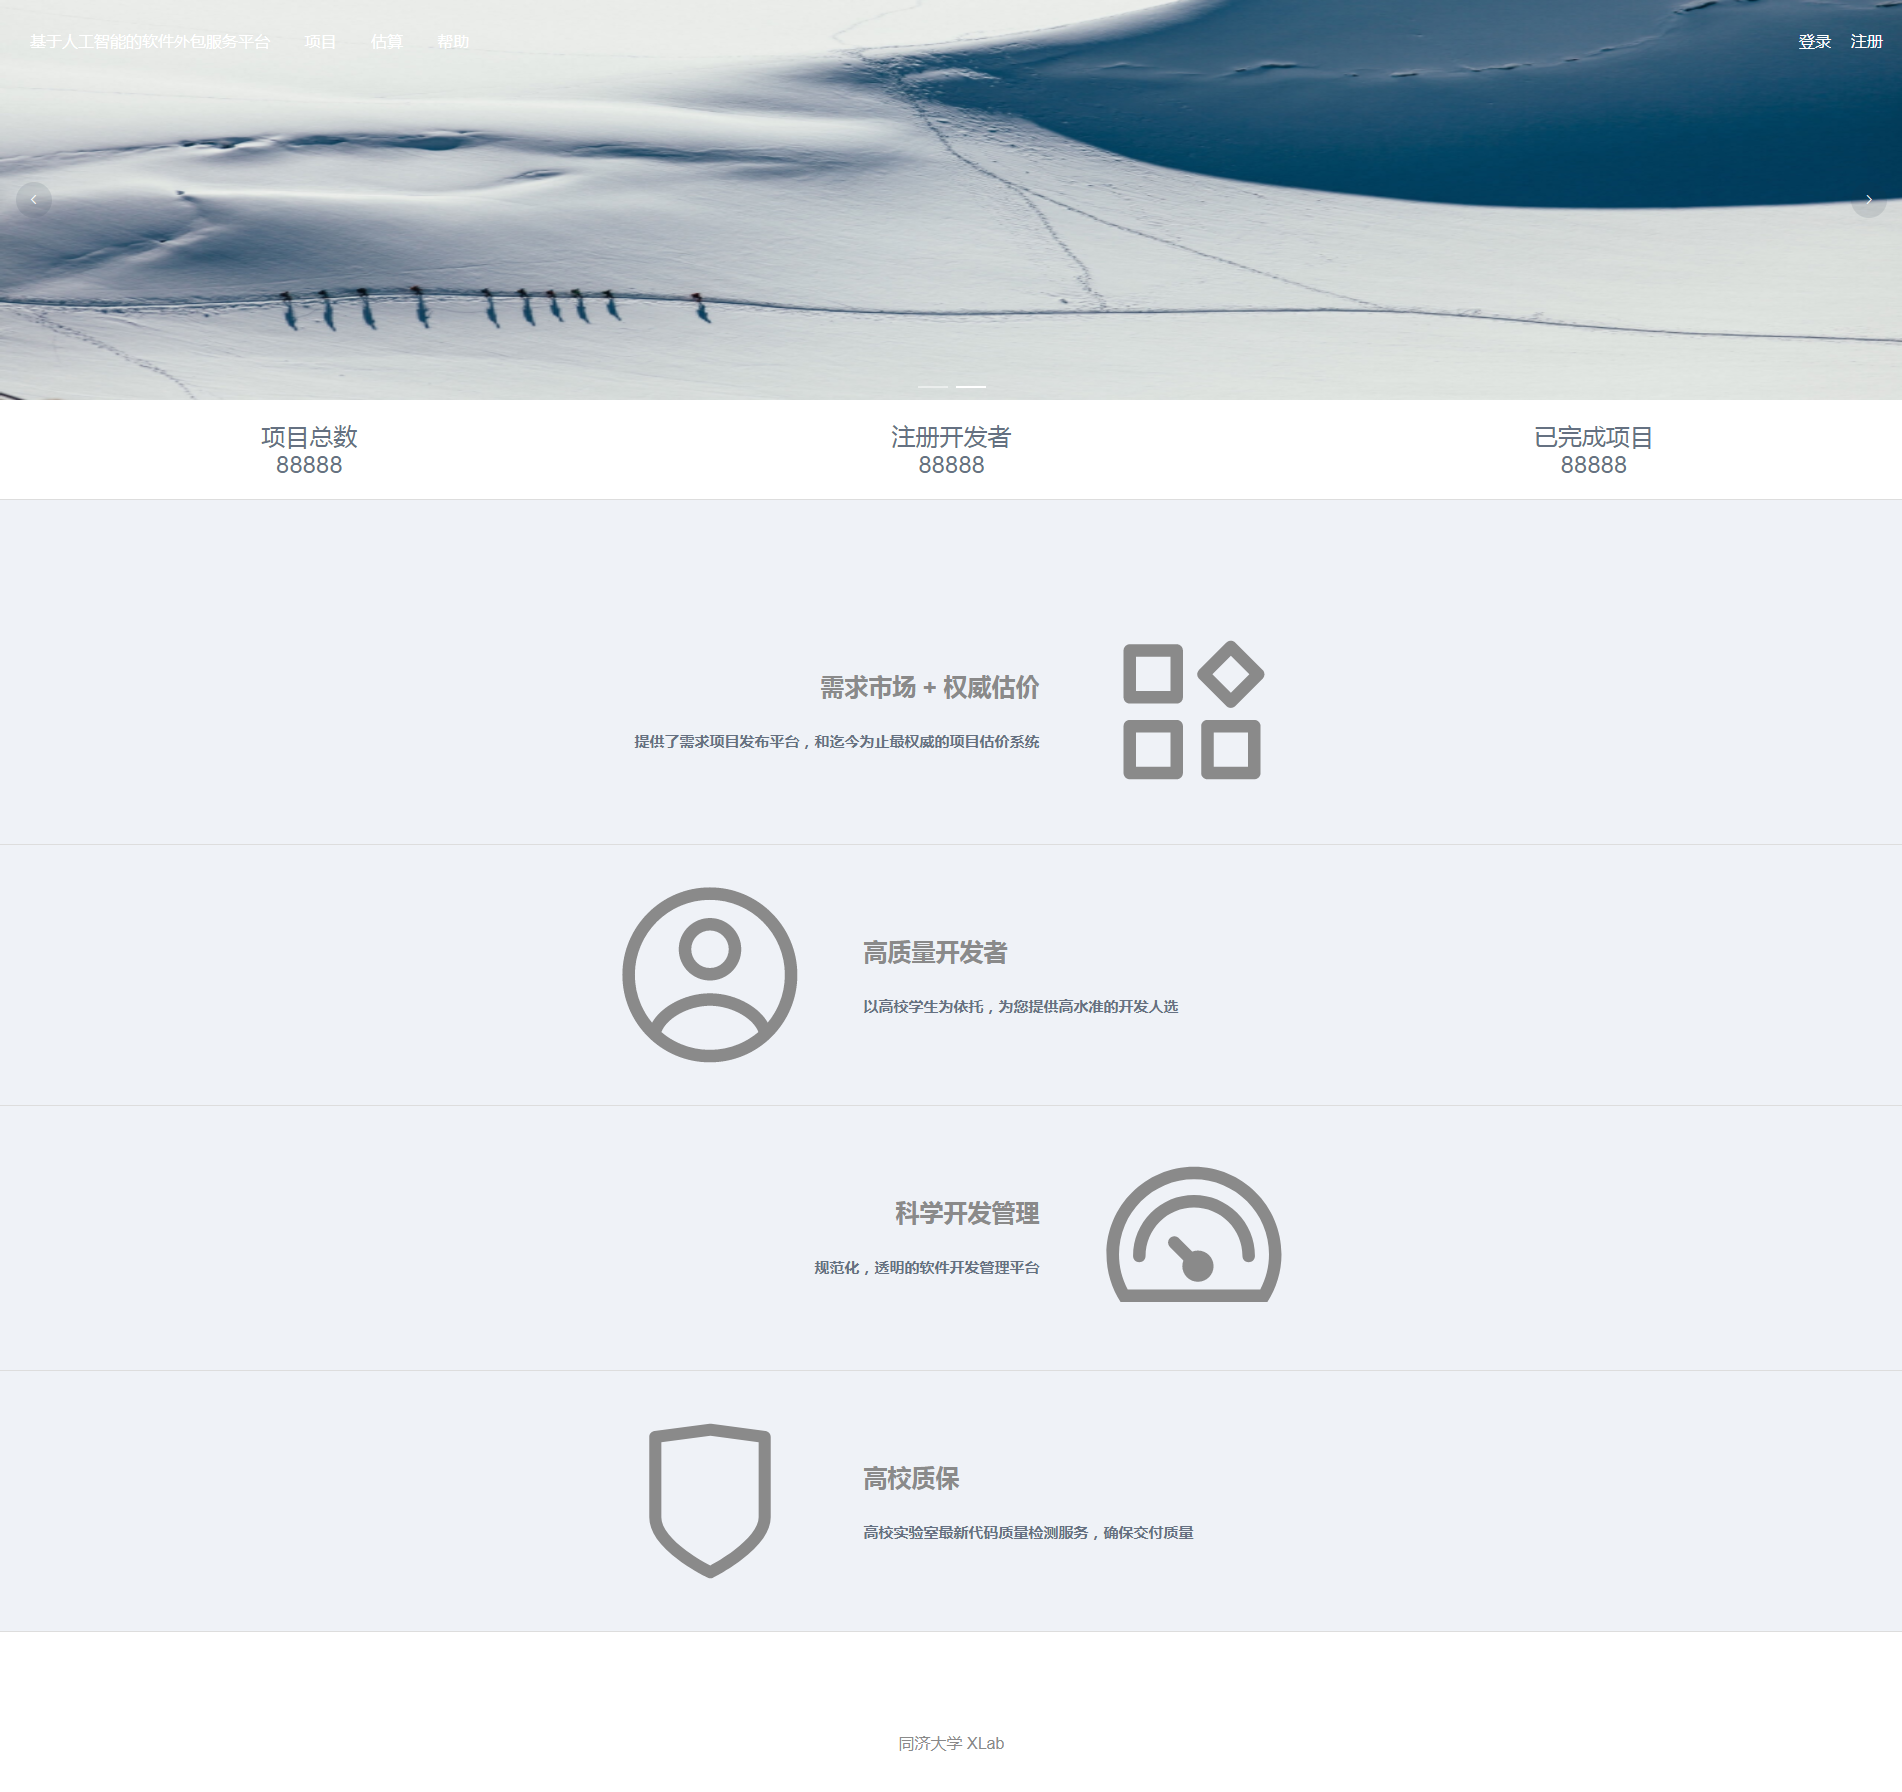 基于人工智能的软件外包服务平台 项目 估算 帮助 登录 注册
项目总数 注册开发者 已完成项目
88888 88888 88888
需求市场 + 权威估价
提供了需求项目发布平台，和迄今为止最权威的项目估价系统
高质量开发者
以高校学生为依托，为您提供高水准的开发人选
科学开发管理
规范化，透明的软件开发管理平台
高校质保
高校实验室最新代码质量检测服务，确保交付质量
同济大学 XLab